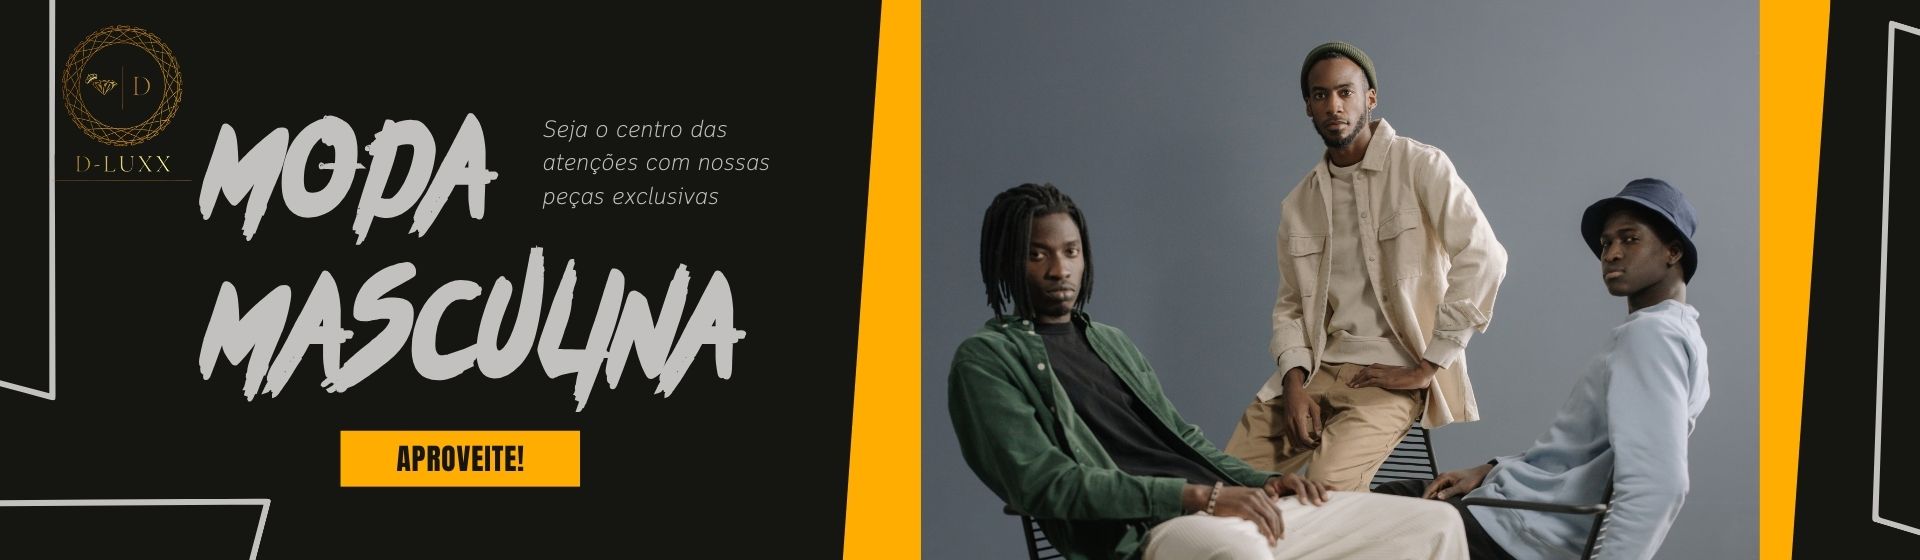 D
D-LUXX
MODA
MASCULINA
Seja o centro das
atenções com nossas
peças exclusivas
APROVEITE!